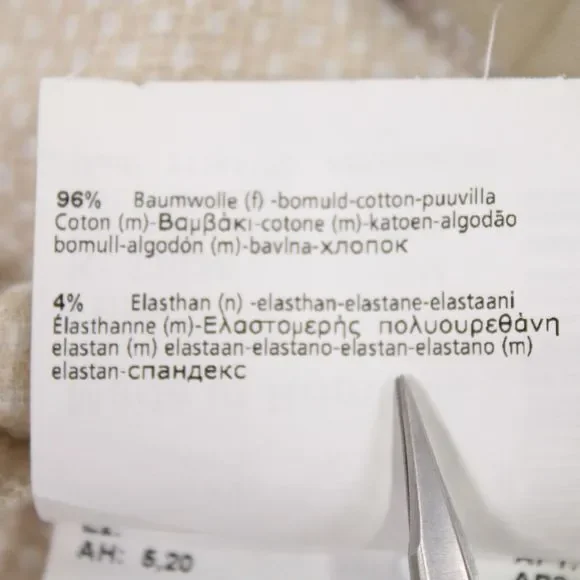 96% Baumwolle (f) -bomuld-cotton-puuvilla
Coton (m)-Βαμβάκι-cotone (m)-katoen-algodão
bomull-algodón (m)-bavlna-хлопок
4% Elasthan (n) -elasthan-elastane-elastaani
Élasthanne (m)-Ελαστομερής πολυουρεθάνη
elastan (m) elastaan-elastano-elastan-elastano (m)
elastan-спандекс
AH: 5,20